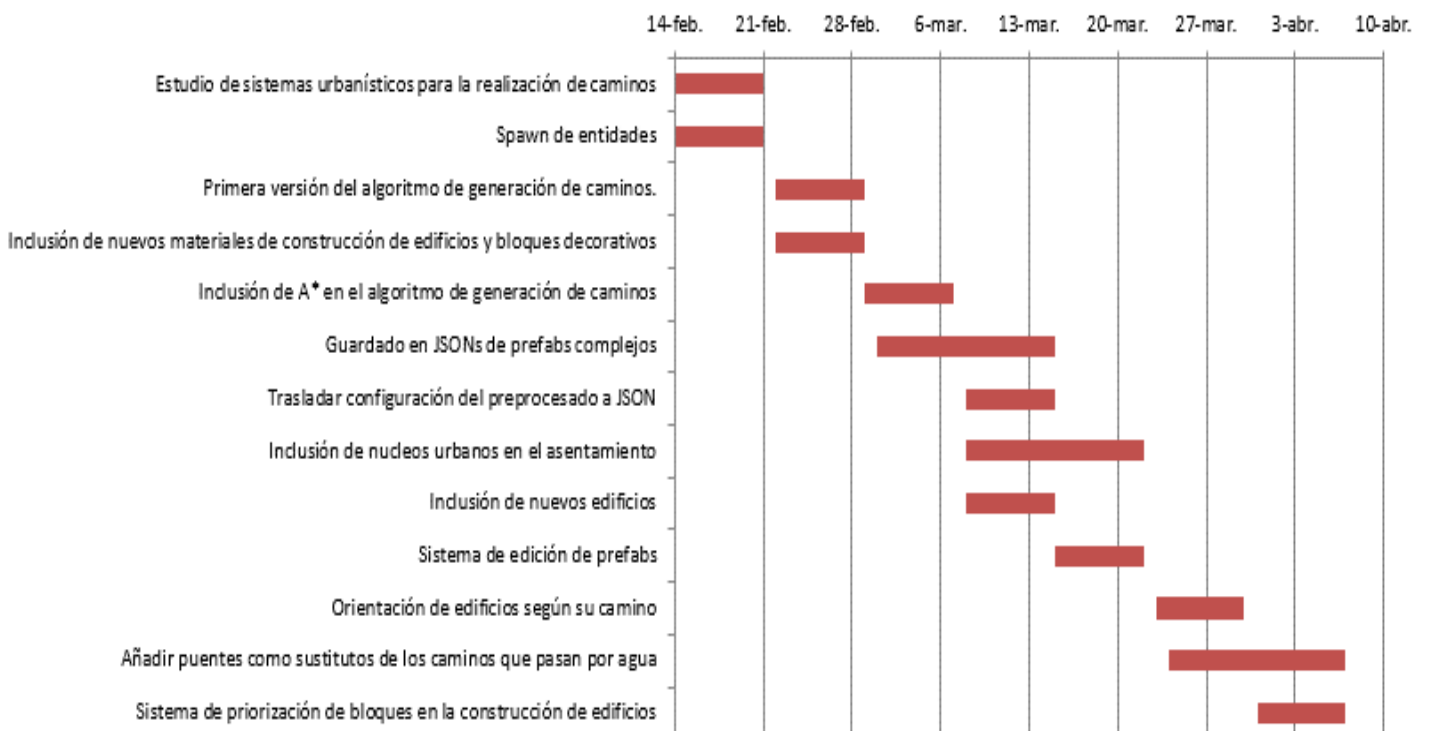 14-feb. 21-feb. 28-feb. 6-mar. 13-mar. 20-mar. 27-mar. 3-abr. 10-abr.
Estudio de sistemas urbanísticos para la realización de caminos
Spawn de entidades
Primera versión del algoritmo de generación de caminos.
Inclusión de nuevos materiales de construcción de edificios y bloques decorativos
Inclusión de A* en el algoritmo de generación de caminos
Guardado en JSONs de prefabs complejos
Trasladar configuración del preprocesado a JSON
Inclusión de nucleos urbanos en el asentamiento
Inclusión de nuevos edificios
Sistema de edición de prefabs
Orientación de edificios según su camino
Añadir puentes como sustitutos de los caminos que pasan por agua
Sistema de priorización de bloques en la construcción de edificios